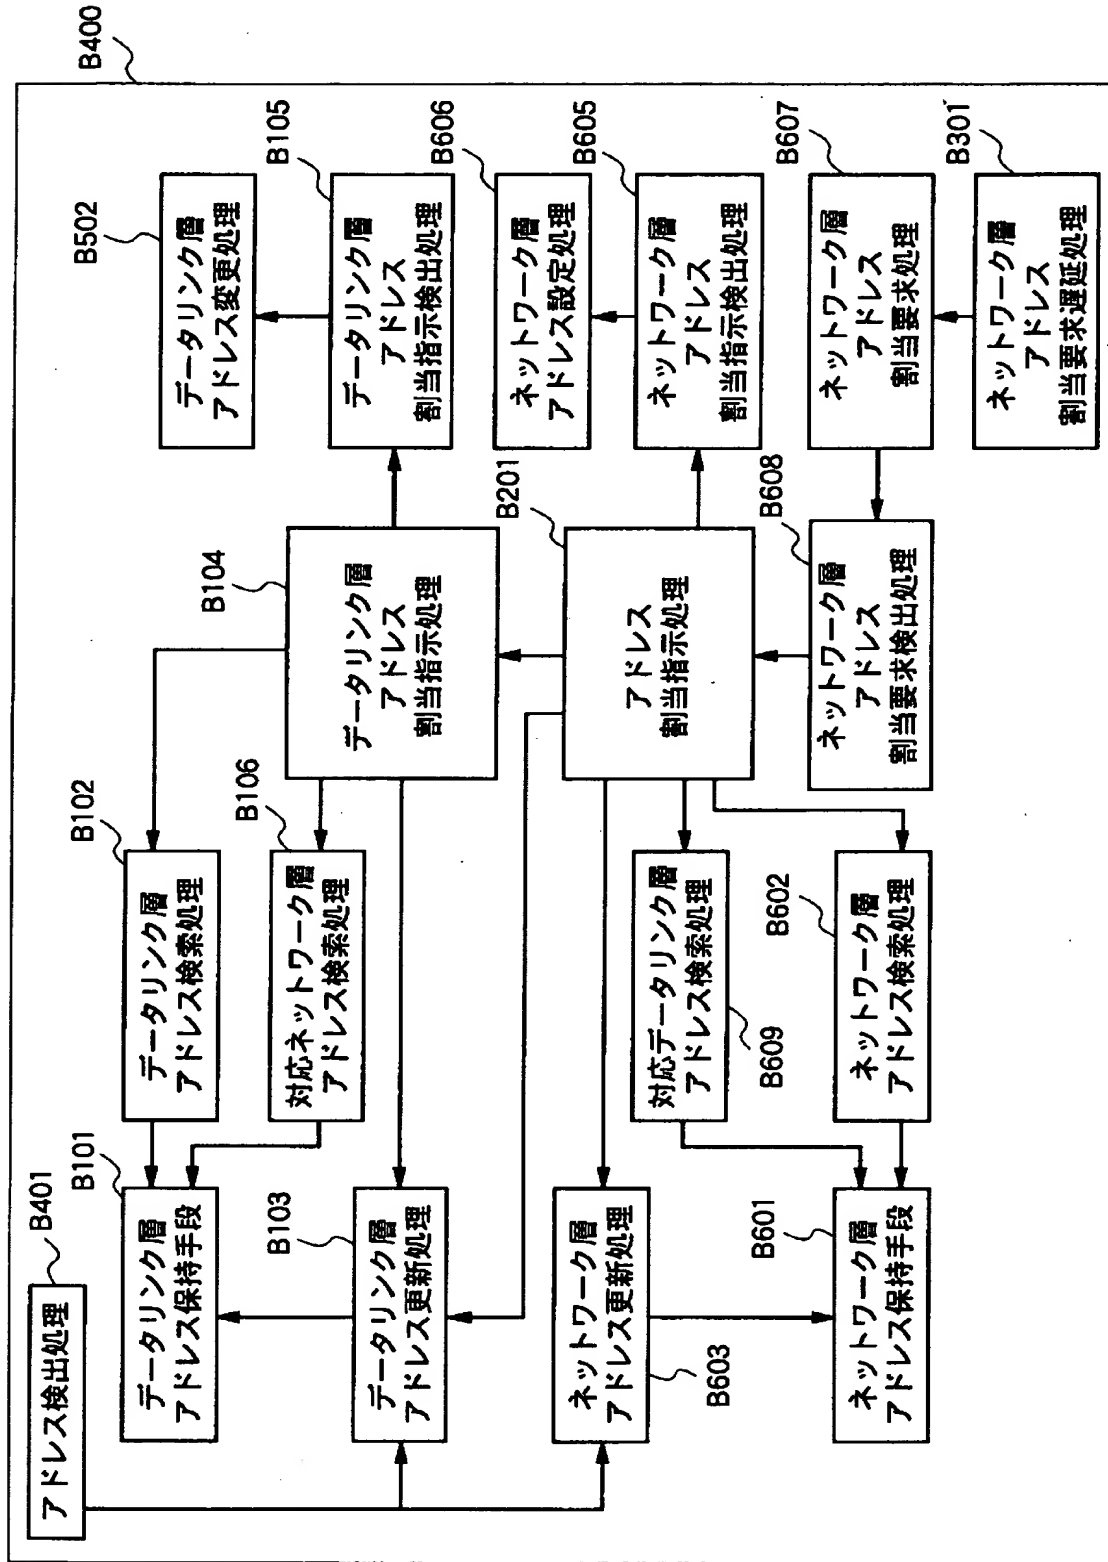 B400
B401
アドレス検出処理
B101
データリンク層
アドレス保持手段
B102
データリンク層
アドレス検索処理
B502
データリンク層
アドレス変更処理
B106
対応ネットワーク層
アドレス検索処理
B104
データリンク層
アドレス
割当指示処理
B105
データリンク層
アドレス
割当指示検出処理
B103
データリンク層
アドレス更新処理
B606
ネットワーク層
アドレス設定処理
B603
ネットワーク層
アドレス更新処理
B609
対応データリンク層
アドレス検索処理
B201
アドレス
割当指示処理
B605
ネットワーク層
アドレス
割当指示検出処理
B601
ネットワーク層
アドレス保持手段
B602
ネットワーク層
アドレス検索処理
B608
ネットワーク層
アドレス
割当要求検出処理
B607
ネットワーク層
アドレス
割当要求処理
B301
ネットワーク層
アドレス
割当要求遅延処理